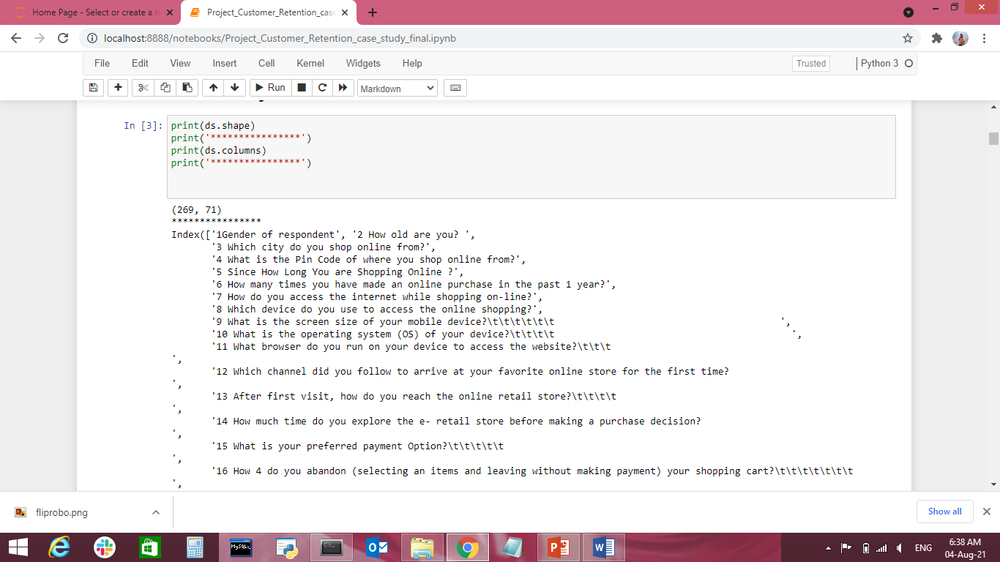 Home Page - Select or create a n
Project_Customer_Retention_case
localhost:8888/notebooks/Project_Customer_Retention_case_study_final.ipynb
File Edit View Insert Cell Kernel Widgets Help Trusted Python 3
Run Markdown
In [3]: print(ds.shape)
print('****************')
print(ds.columns)
print('****************')
(269, 71)
****************
Index(['1Gender of respondent', '2 How old are you? ',
'3 Which city do you shop online from?',
'4 What is the Pin Code of where you shop online from?',
'5 Since How Long You are Shopping Online ?',
'6 How many times you have made an online purchase in the past 1 year?',
'7 How do you access the internet while shopping on-line?',
'8 Which device do you use to access the online shopping?',
'9 What is the screen size of your mobile device?\t\t\t\t\t\t ',
'10 What is the operating system (OS) of your device?\t\t\t\t ',
'11 What browser do you run on your device to access the website?\t\t\t
',
'12 Which channel did you follow to arrive at your favorite online store for the first time?
',
'13 After first visit, how do you reach the online retail store?\t\t\t\t
',
'14 How much time do you explore the e- retail store before making a purchase decision?
',
'15 What is your preferred payment Option?\t\t\t\t\t
',
'16 How 4 do you abandon (selecting an items and leaving without making payment) your shopping cart?\t\t\t\t\t\t\t
',
fliprobo.png Show all
MySQL
C:\_
ENG
6:38 AM
04-Aug-21